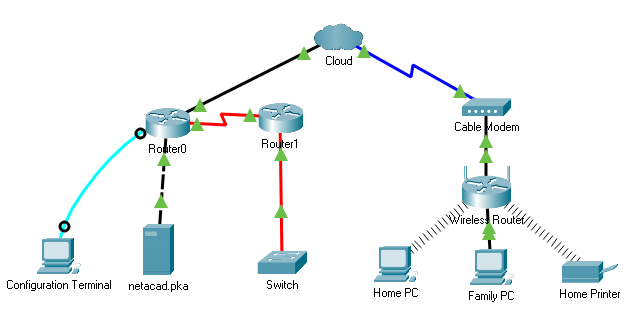 Cloud
Cable Modem
Router0
Router1
Wireless Router
Configuration Terminal
netacad.pka
Switch
Home PC
Family PC
Home Printer